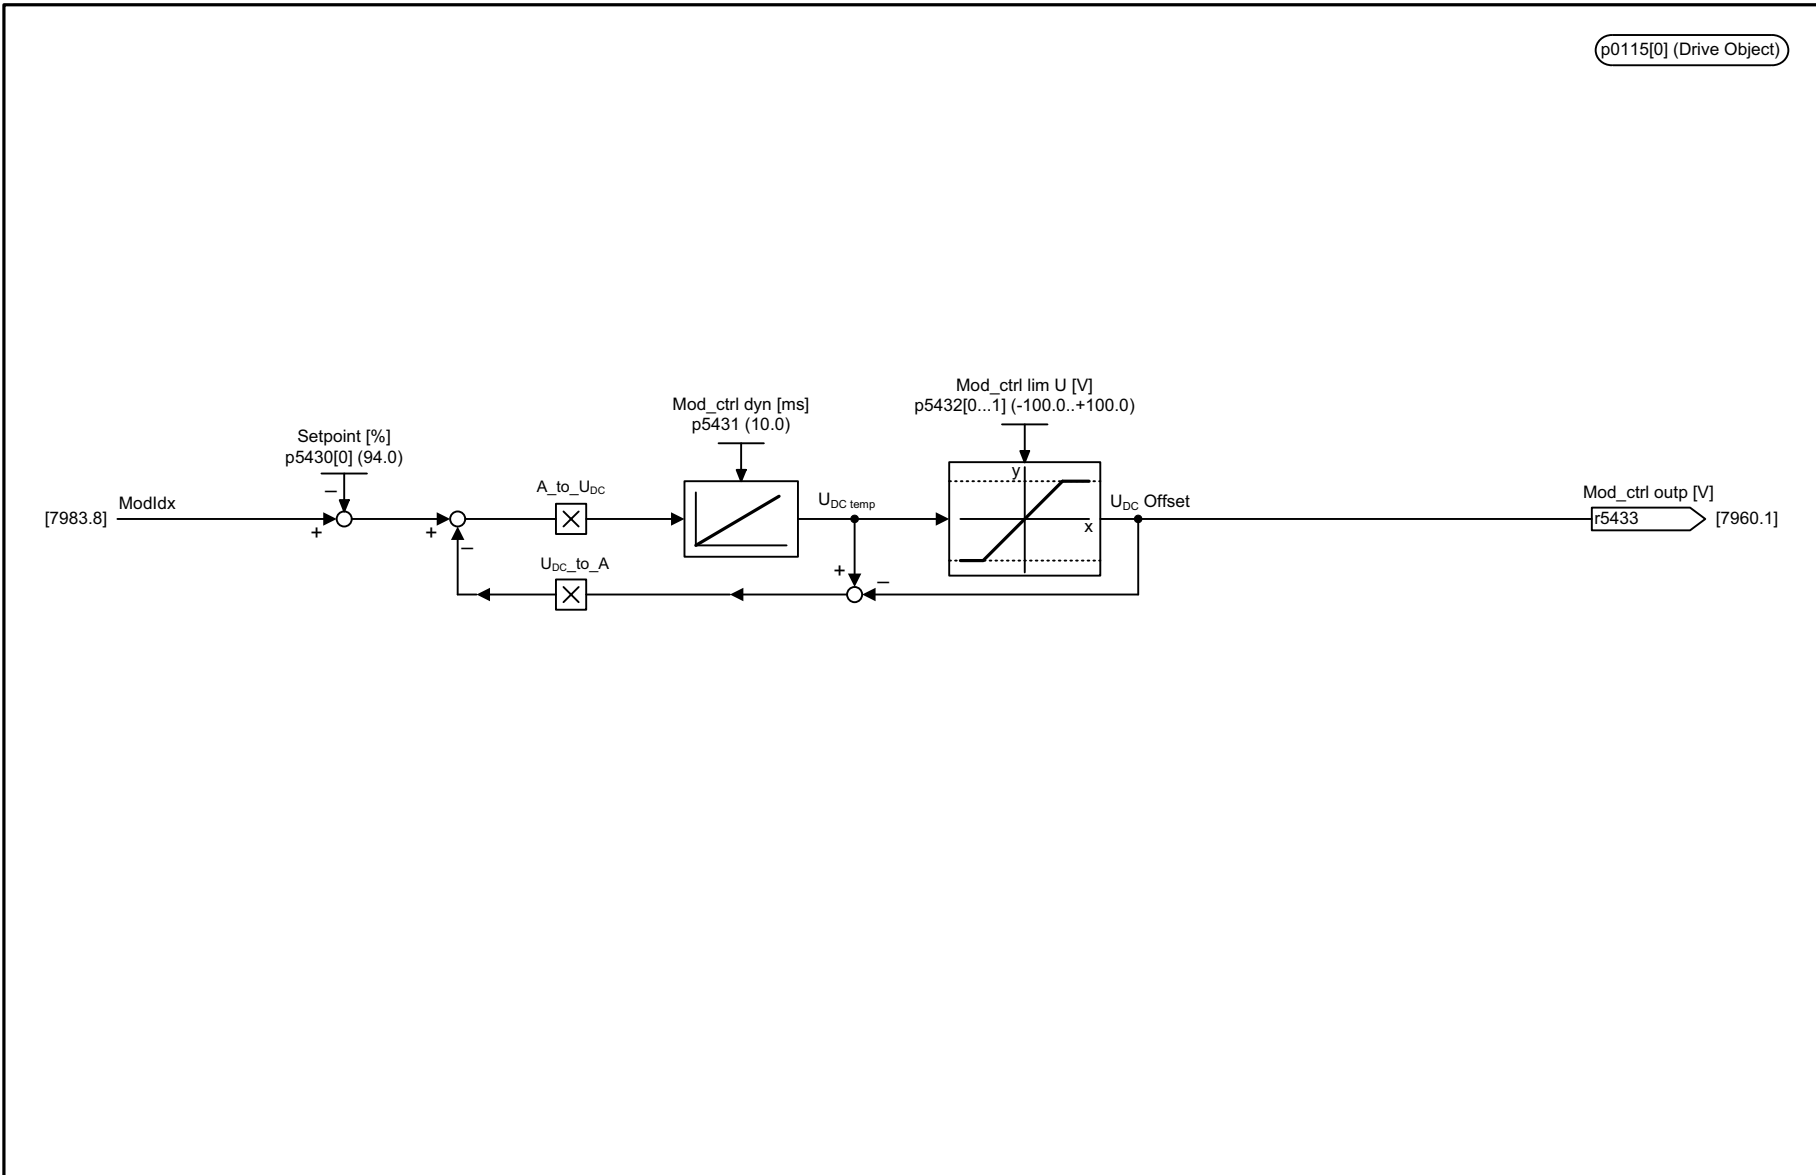 p0115[0] (Drive Object)
Mod_ctrl lim U [V]
p5432[0...1] (-100.0..+100.0)
Mod_ctrl dyn [ms]
p5431 (10.0)
Setpoint [%]
p5430[0] (94.0)
[7983.8]
ModIdx
–
+
+
–
A_to_UDC
UDC_to_A
UDC temp
+
–
y
x
UDC Offset
Mod_ctrl outp [V]
r5433
[7960.1]